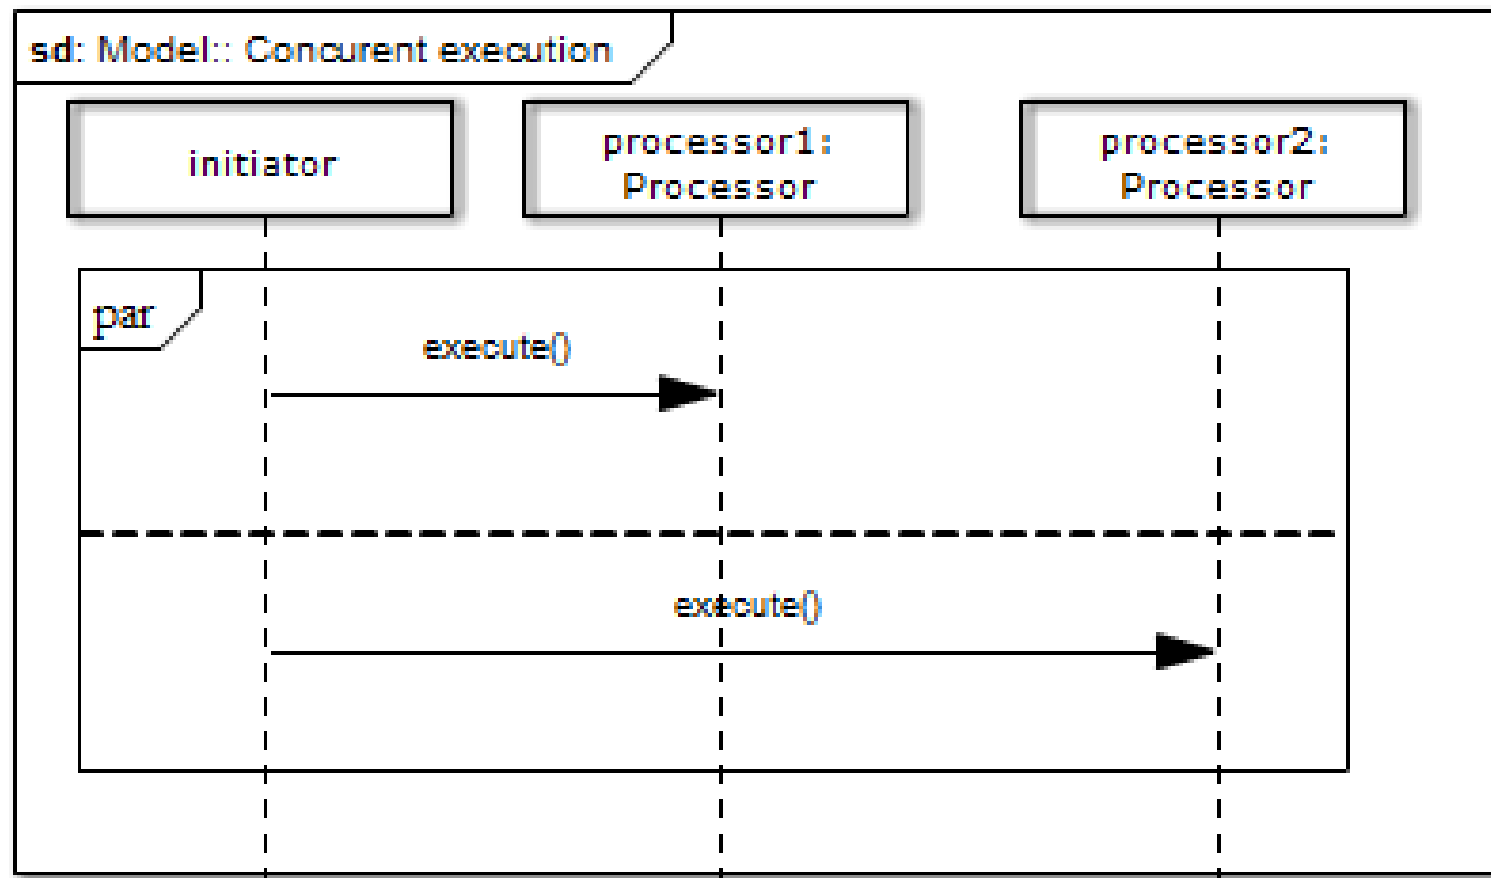 sd: Model:: Concurent execution
initiator
processor1:
Processor
processor2:
Processor
par
execute()
execute()